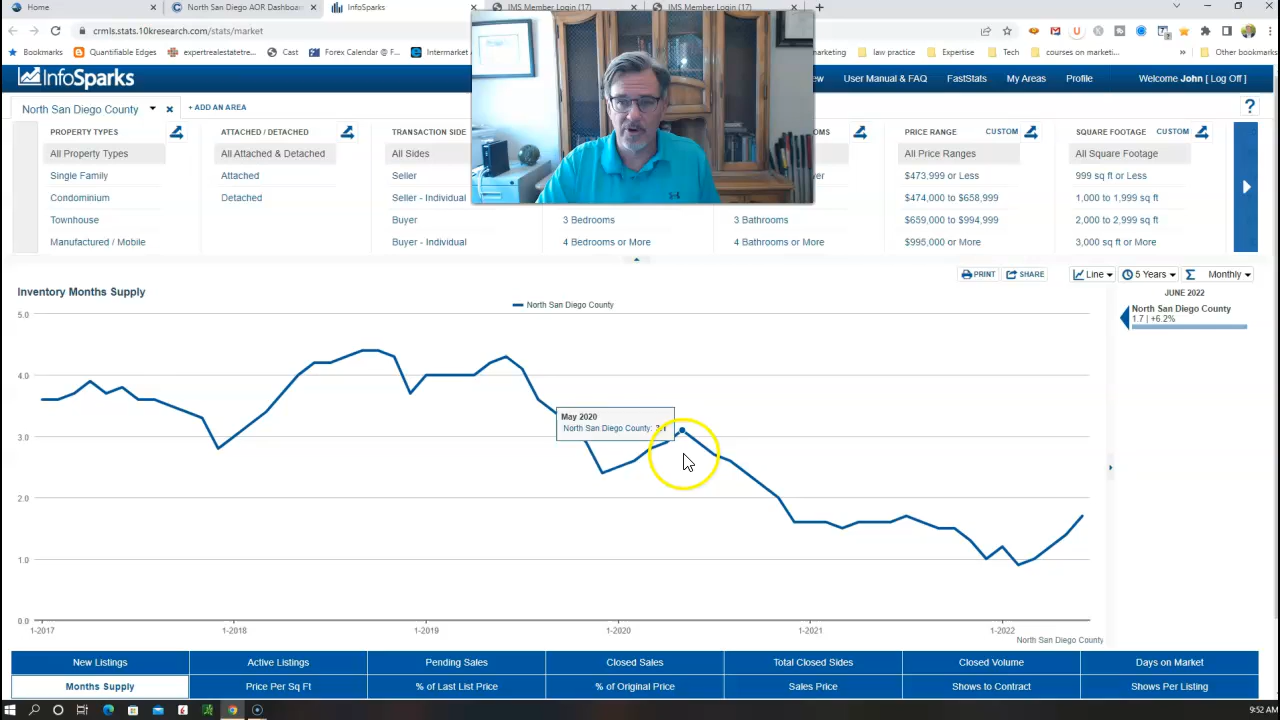 Home
North San Diego AOR Dashboar
InfoSparks
IMS Member Login (
IMS Member Login (
crmls.stats.10kresearch.com/stats/market
Bookmarks
Quantifiable Edges
expertrealestatetre...
Cast
Forex Calendar @ F...
Intermarket
marketing
law practice
Expertise
Tech
courses on marketi...
Other bookmarks
InfoSparks
ew
User Manual & FAQ
FastStats
My Areas
Profile
Welcome John [ Log Off ]
North San Diego County
+ ADD AN AREA
?
PROPERTY TYPES
All Property Types
Single Family
Condominium
Townhouse
Manufactured / Mobile
ATTACHED / DETACHED
All Attached & Detached
Attached
Detached
TRANSACTION SIDE
All Sides
Seller
Seller - Individual
Buyer
Buyer - Individual
3 Bedrooms
4 Bedrooms or More
OOMS
wer
3 Bathrooms
4 Bathrooms or More
PRICE RANGE
CUSTOM
All Price Ranges
$473,999 or Less
$474,000 to $658,999
$659,000 to $994,999
$995,000 or More
SQUARE FOOTAGE
CUSTOM
All Square Footage
999 sq ft or Less
1,000 to 1,999 sq ft
2,000 to 2,999 sq ft
3,000 sq ft or More
PRINT
SHARE
Line
5 Years
Σ
Monthly
Inventory Months Supply
North San Diego County
JUNE 2022
North San Diego County
1.7 | +6.2%
5.0
4.0
3.0
2.0
1.0
0.0
May 2020
North San Diego County:
1-2017
1-2018
1-2019
1-2020
1-2021
1-2022
North San Diego County
New Listings
Active Listings
Pending Sales
Closed Sales
Total Closed Sides
Closed Volume
Days on Market
Months Supply
Price Per Sq Ft
% of Last List Price
% of Original Price
Sales Price
Shows to Contract
Shows Per Listing
9:52 AM